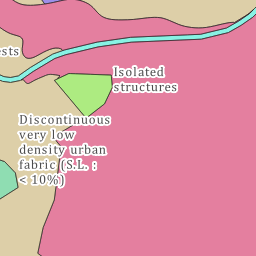 ests
Isolated
structures
Discontinuous
very low
density urban
fabric (S.L. :
< 10%)